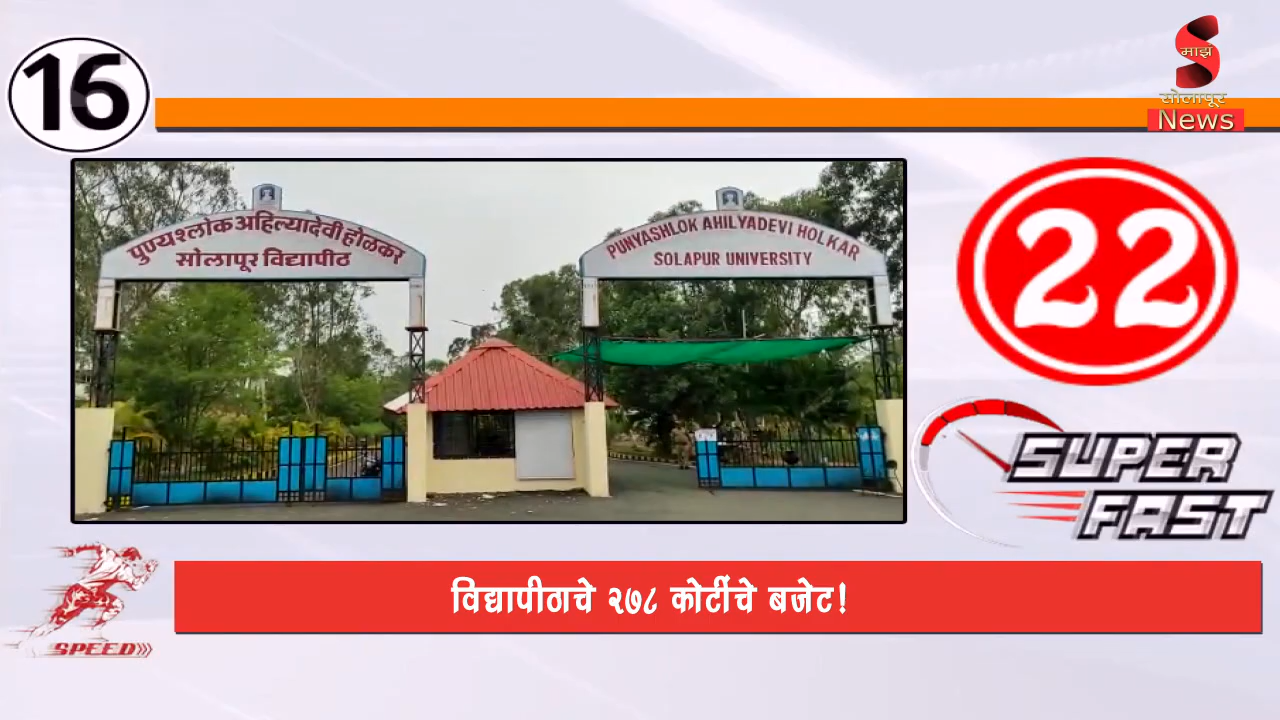 16
माझ
सोलापूर
News
पुण्यश्लोक अहिल्यादेवी होळकर
सोलापूर विद्यापीठ
PUNYASHLOK AHILYADEVI HOLKAR
SOLAPUR UNIVERSITY
22
SUPER
FAST
SPEED
विद्यापीठाचे २७८ कोटींचे बजेट!